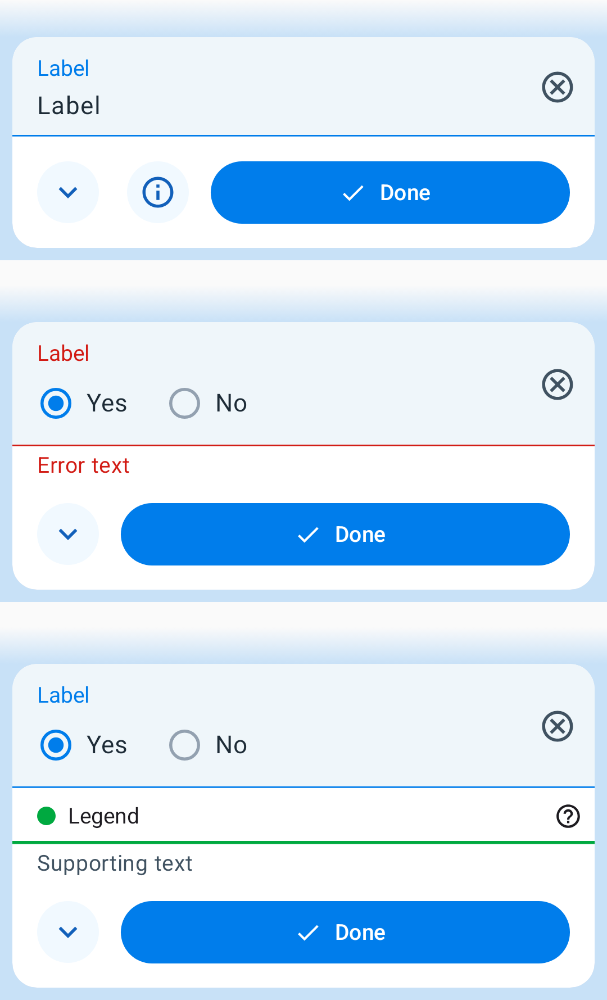 Label
Label
Done
Label
Yes No
Error text
Done
Label
Yes No
Legend
Supporting text
Done